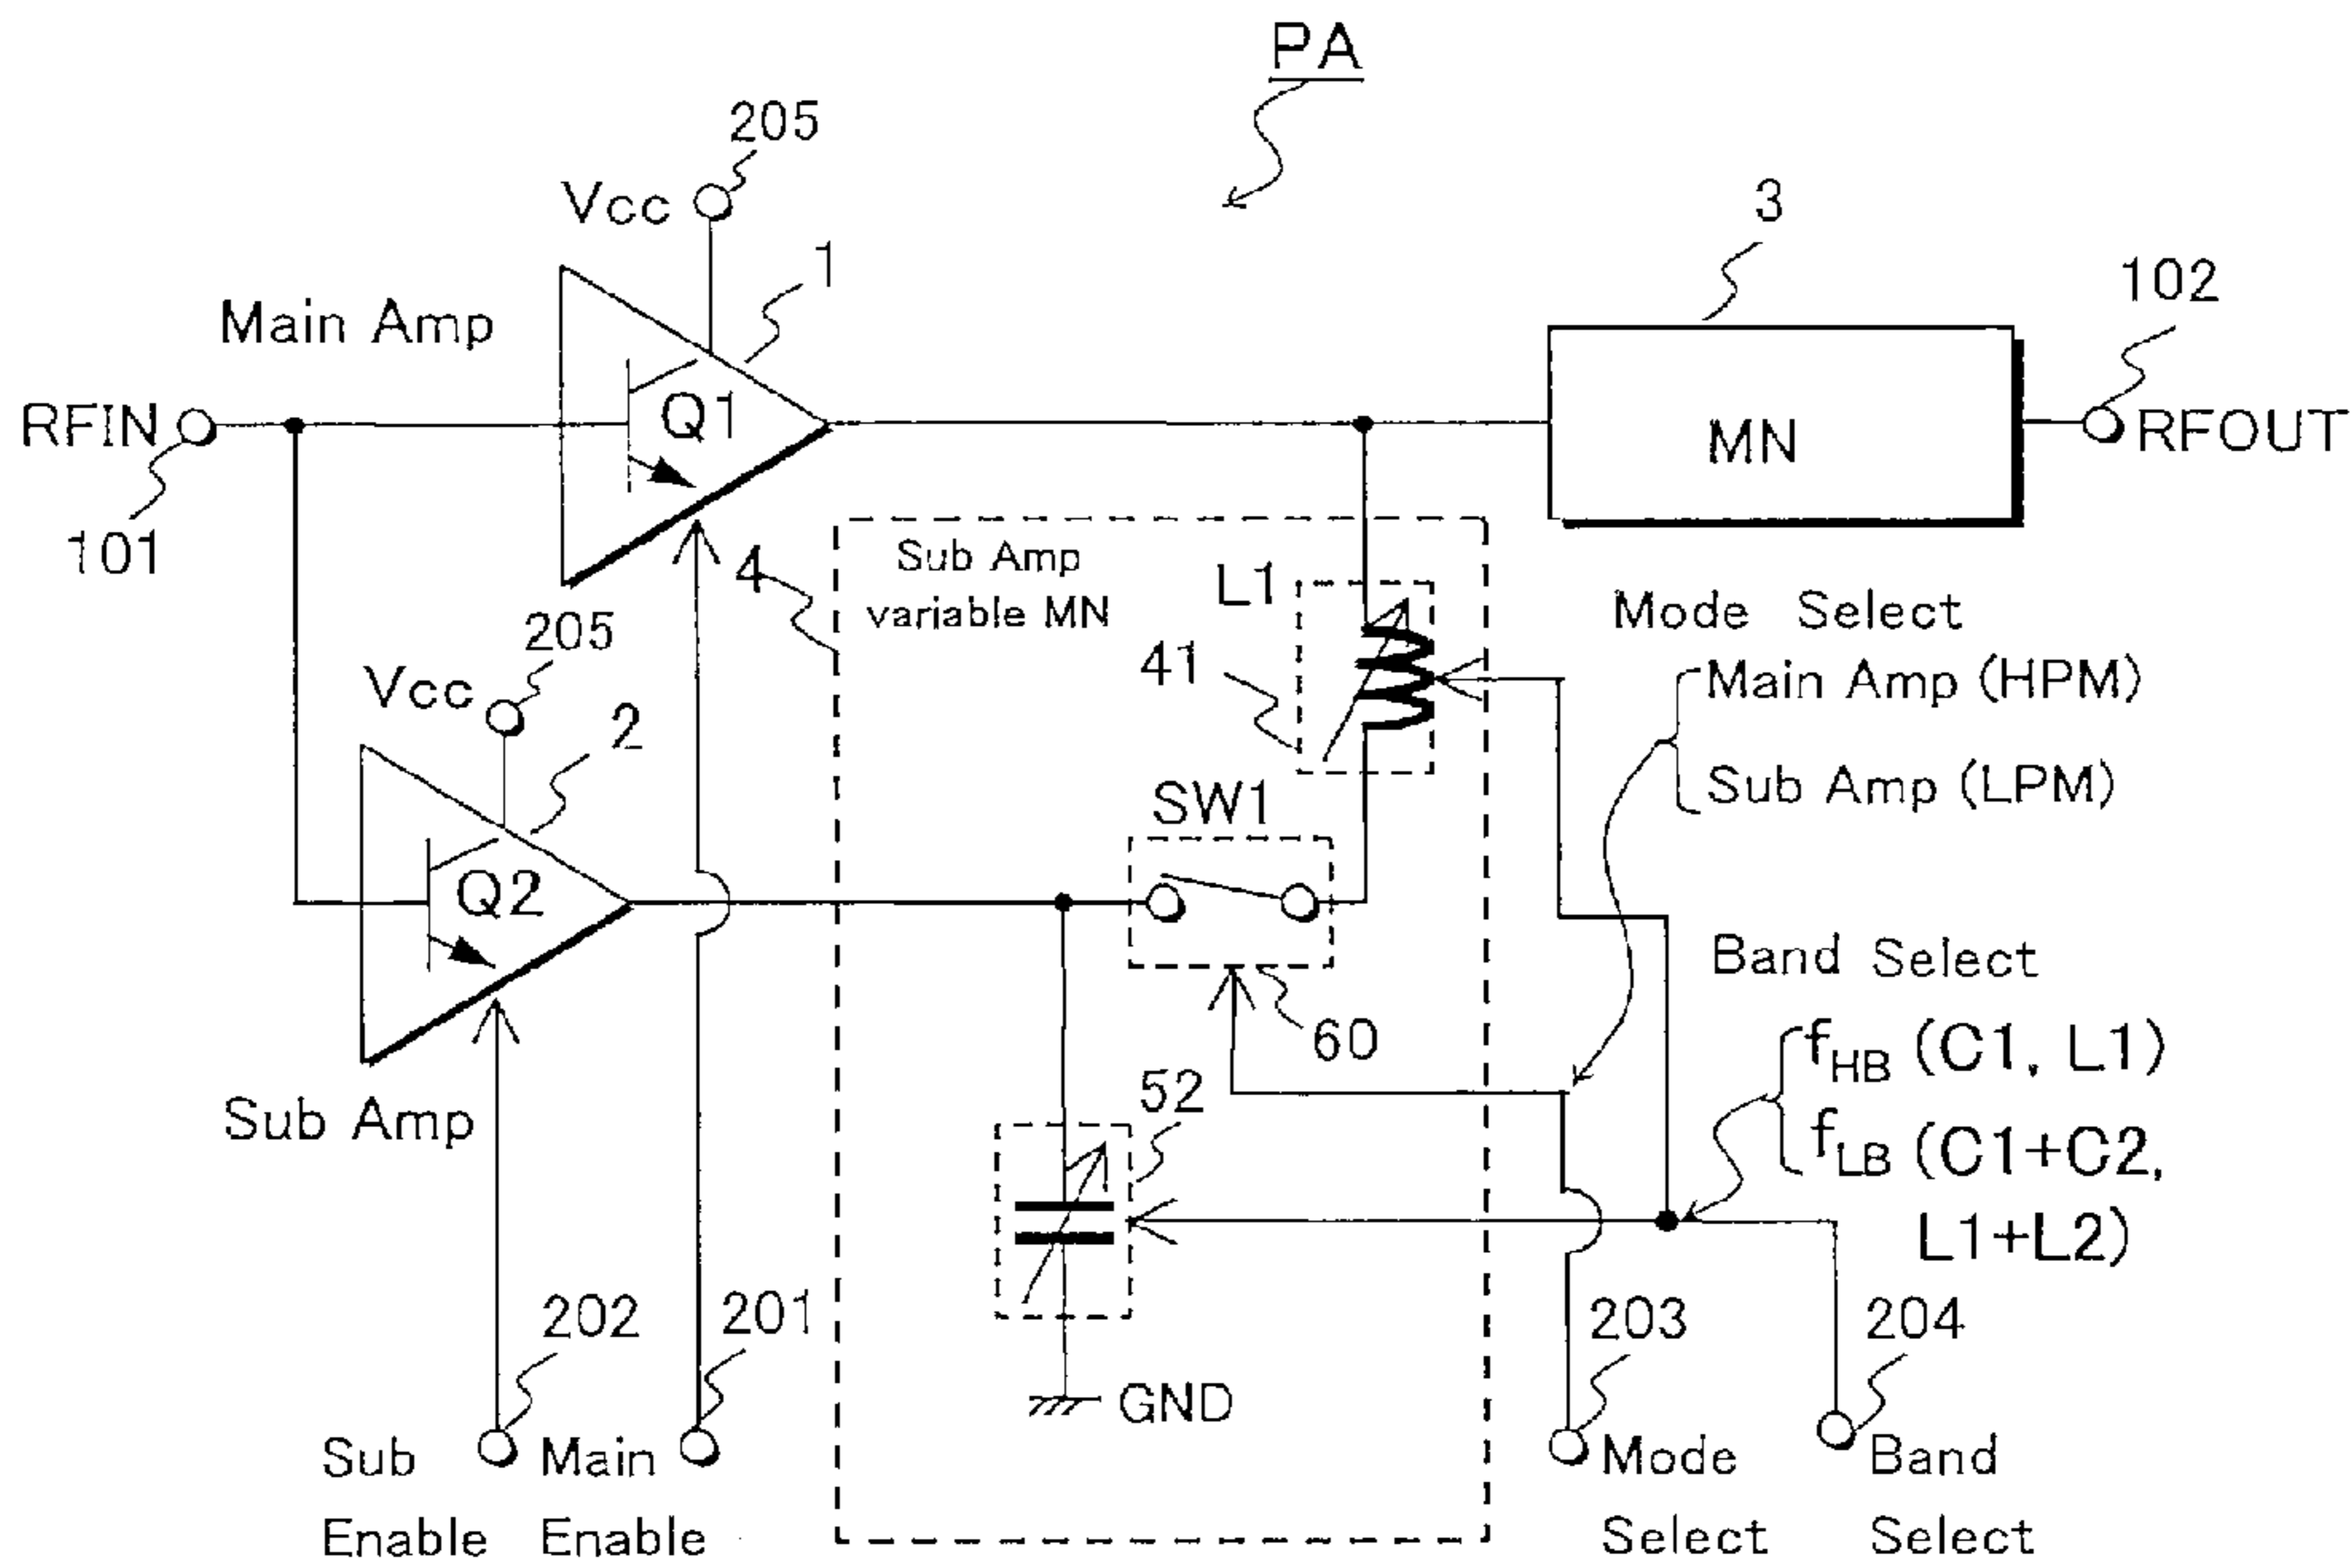 PA
205
Vcc
1
3
102
Main Amp
RFIN
Q1
MN
RFOUT
101
4
Sub Amp
variable MN
L1
41
Mode Select
Main Amp (HPM)
Sub Amp (LPM)
205
Vcc
2
SW1
Q2
60
Band Select
fHB (C1, L1)
fLB (C1+C2,
L1+L2)
Sub Amp
52
202
201
203
204
GND
Sub
Enable
Main
Enable
Mode
Select
Band
Select